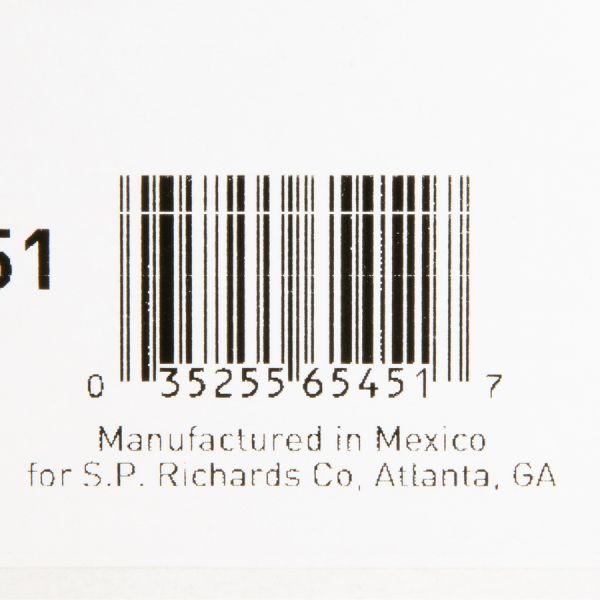 51
0 35255 65451 7
Manufactured in Mexico
for S.P. Richards Co, Atlanta, GA